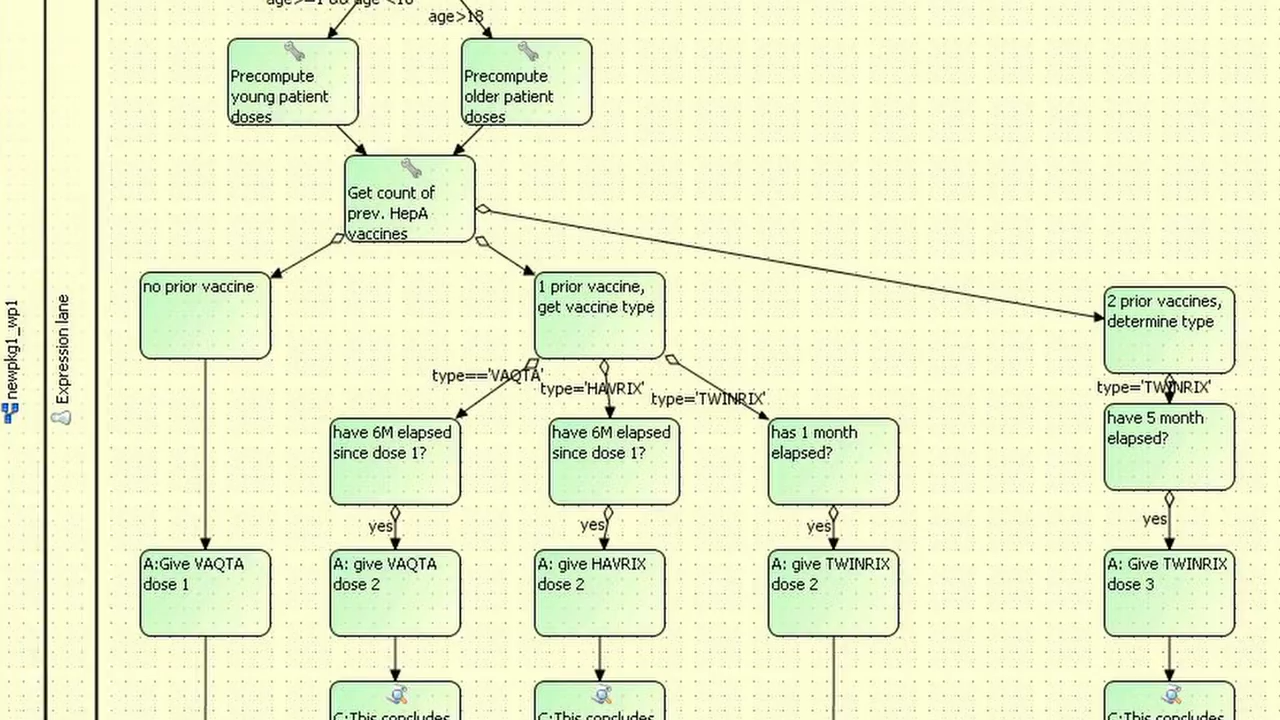 age>=1 && age <18
age>18
Precompute
young patient
doses
Precompute
older patient
doses
Get count of
prev. HepA
vaccines
no prior vaccine
1 prior vaccine,
get vaccine type
2 prior vaccines,
determine type
type=='VAQTA'
type='HAVRIX'
type='TWINRIX'
type='TWINRIX'
have 6M elapsed
since dose 1?
have 6M elapsed
since dose 1?
has 1 month
elapsed?
have 5 month
elapsed?
yes
yes
yes
yes
A:Give VAQTA
dose 1
A: give VAQTA
dose 2
A: give HAVRIX
dose 2
A: give TWINRIX
dose 2
A: Give TWINRIX
dose 3
C:This concludes
C:This concludes
C:This concludes
newpkg1_wp1
Expression lane